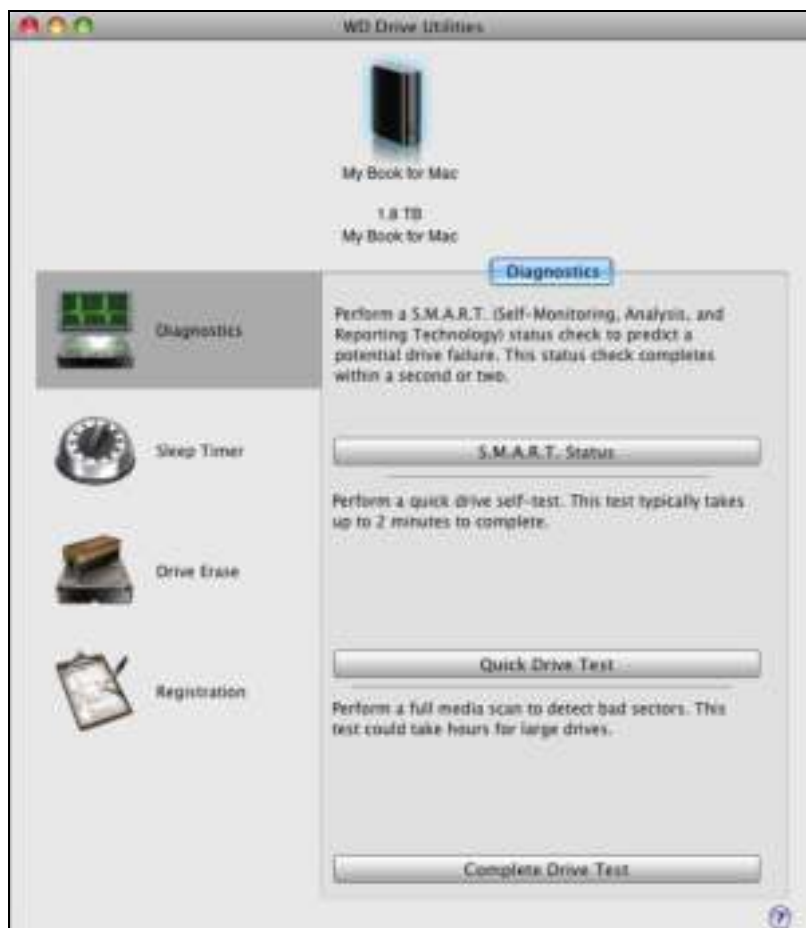 WD Drive Utilities
My Book for Mac
1.8 TB
My Book for Mac
Diagnostics
Sleep Timer
Drive Erase
Registration
Diagnostics
Perform a S.M.A.R.T. (Self-Monitoring, Analysis, and
Reporting Technology) status check to predict a
potential drive failure. This status check completes
within a second or two.
S.M.A.R.T. Status
Perform a quick drive self-test. This test typically takes
up to 2 minutes to complete.
Quick Drive Test
Perform a full media scan to detect bad sectors. This
test could take hours for large drives.
Complete Drive Test
?